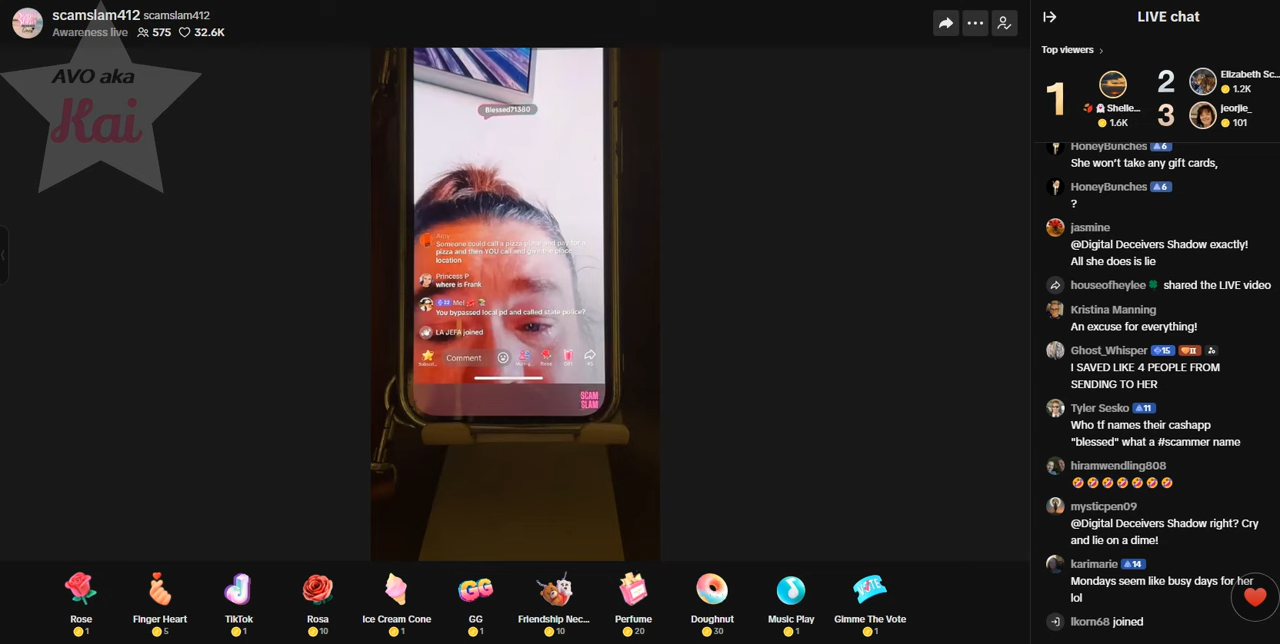 scamslam412 scamslam412
Awareness live 575 32.6K
AVO aka
Kai
Blessed71380
Someone could call a pizza place and pay for a
pizza and then YOU call and give the place
location
Princess P
where is Frank
22 Mel
You bypassed local pd and called state police?
LA JEFA joined
Comment
Rose
SCAM
SLAM
Rose
1
Finger Heart
5
TikTok
1
Rosa
10
Ice Cream Cone
1
GG
1
Friendship Nec...
10
Perfume
20
Doughnut
30
Music Play
1
Gimme The Vote
1
LIVE chat
Top viewers
1
Shelle...
1.6K
2
Elizabeth Sc...
1.2K
3
jeorjie_
101
HoneyBunches 6
She won't take any gift cards,
HoneyBunches 6
?
jasmine
@Digital Deceivers Shadow exactly!
All she does is lie
houseofheylee shared the LIVE video
Kristina Manning
An excuse for everything!
Ghost_Whisper 15 II
I SAVED LIKE 4 PEOPLE FROM
SENDING TO HER
Tyler Sesko 11
Who tf names their cashapp
"blessed" what a #scammer name
hiramwendling808
mysticpen09
@Digital Deceivers Shadow right? Cry
and lie on a dime!
karimarie 14
Mondays seem like busy days for her
lol
lkorn68 joined